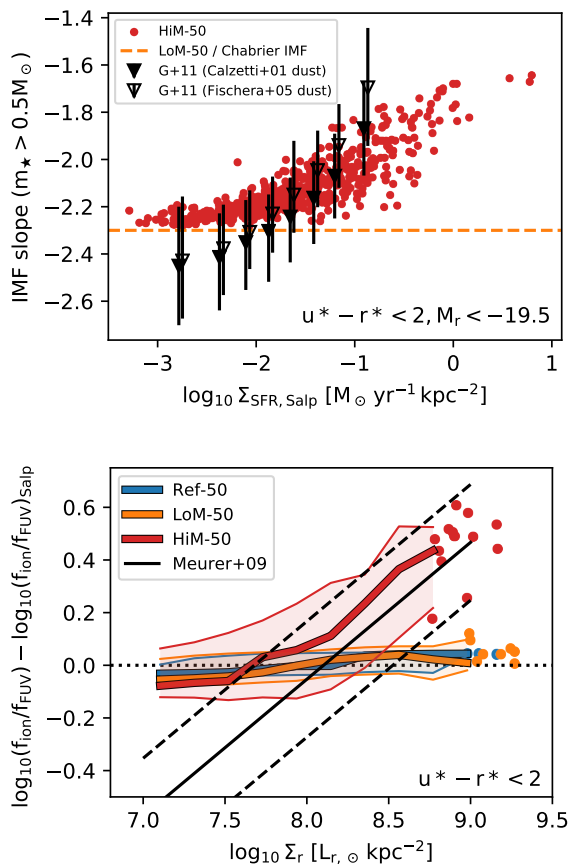 HiM-50
LoM-50 / Chabrier IMF
G+11 (Calzetti+01 dust)
G+11 (Fischera+05 dust)
−1.4
−1.6
−1.8
−2.0
−2.2
−2.4
−2.6
IMF slope (m★ > 0.5M⊙)
u* − r* < 2, Mr < −19.5
−3 −2 −1 0 1
log10 ΣSFR, Salp [M⊙ yr−1 kpc−2]
Ref-50
LoM-50
HiM-50
Meurer+09
0.6
0.4
0.2
0.0
−0.2
−0.4
log10(fion/fFUV) − log10(fion/fFUV)Salp
u* − r* < 2
7.0 7.5 8.0 8.5 9.0 9.5
log10 Σr [Lr, ⊙ kpc−2]